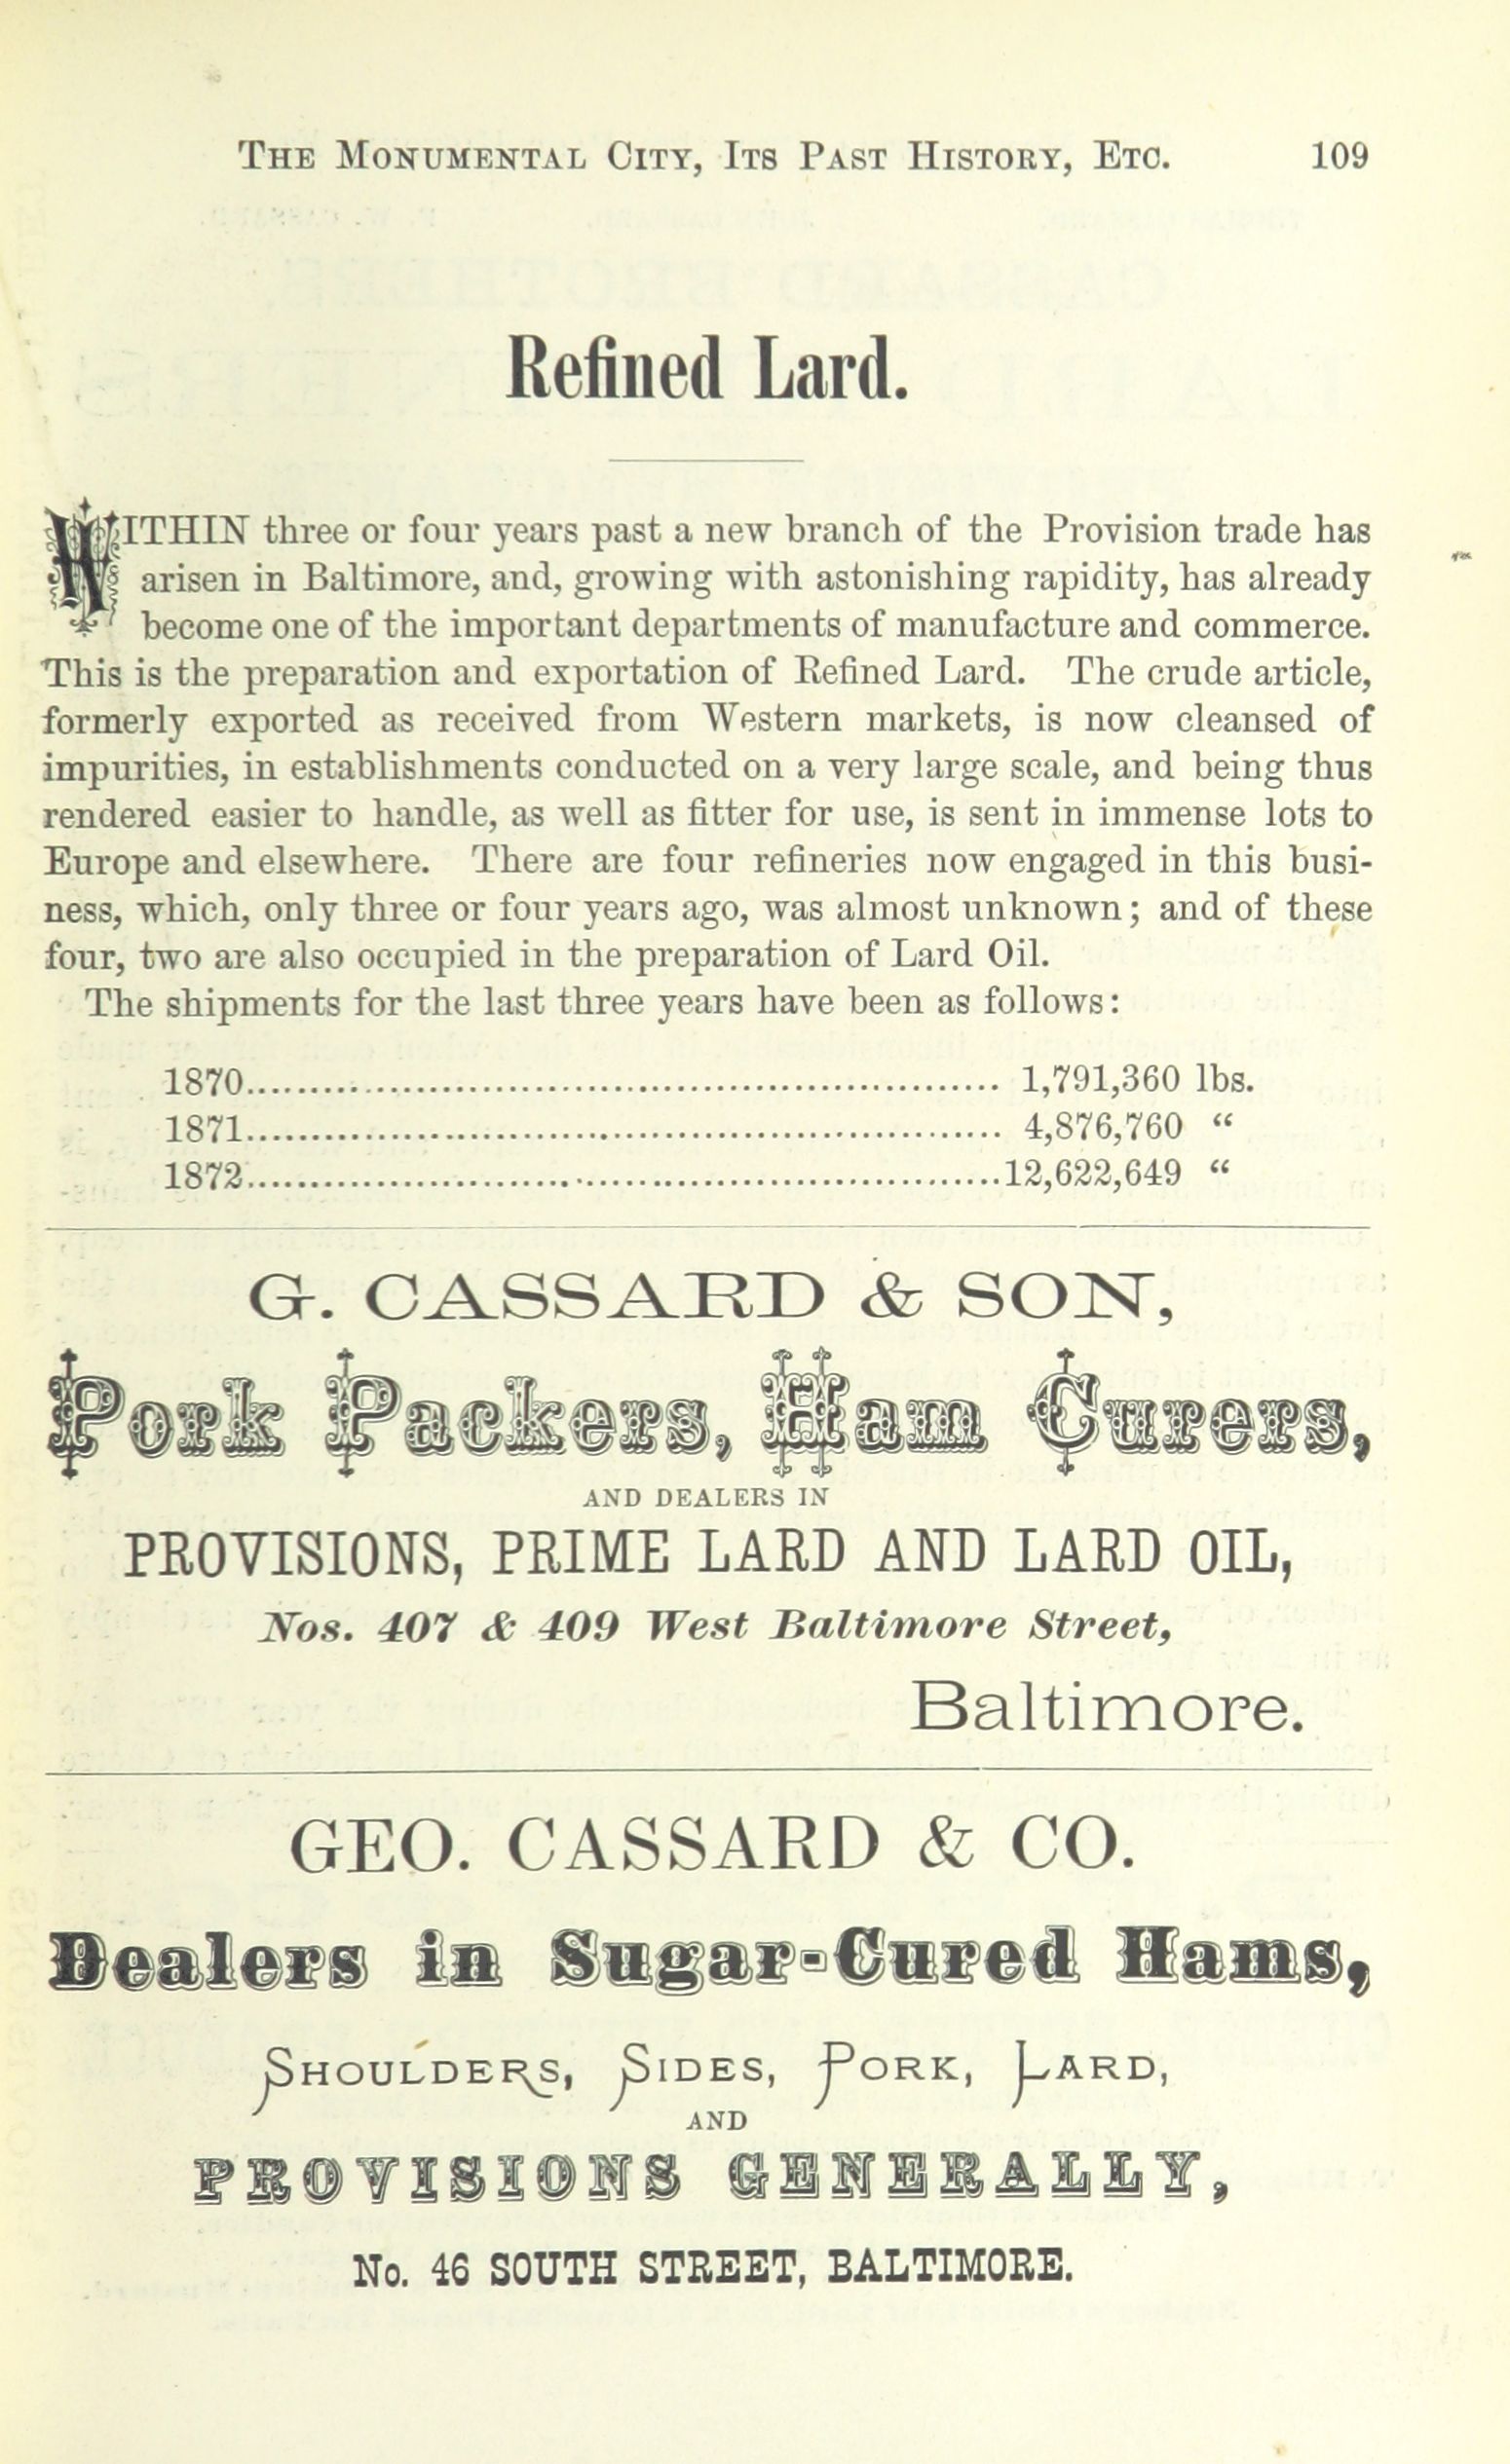 The Monumental City, Its Past History, Etc. 109
Refined Lard.
WITHIN three or four years past a new branch of the Provision trade has
arisen in Baltimore, and, growing with astonishing rapidity, has already
become one of the important departments of manufacture and commerce.
This is the preparation and exportation of Refined Lard. The crude article,
formerly exported as received from Western markets, is now cleansed of
impurities, in establishments conducted on a very large scale, and being thus
rendered easier to handle, as well as fitter for use, is sent in immense lots to
Europe and elsewhere. There are four refineries now engaged in this busi-
ness, which, only three or four years ago, was almost unknown; and of these
four, two are also occupied in the preparation of Lard Oil.
The shipments for the last three years have been as follows:
1870............................................................ 1,791,360 lbs.
1871............................................................ 4,876,760 “
1872............................................................12,622,649 “
G. CASSARD & SON,
Pork Packers, Ham Curers,
AND DEALERS IN
PROVISIONS, PRIME LARD AND LARD OIL,
Nos. 407 & 409 West Baltimore Street,
Baltimore.
GEO. CASSARD & CO.
Dealers in Sugar-Cured Hams,
Shoulders, Sides, Pork, Lard,
AND
PROVISIONS GENERALLY,
No. 46 SOUTH STREET, BALTIMORE.